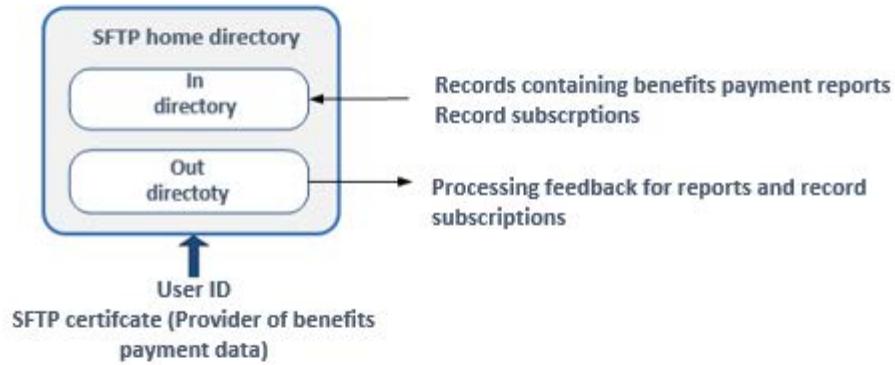 SFTP home directory
In
directory
Records containing benefits payment reports
Record subscrptions
Out
directoty
Processing feedback for reports and record
subscriptions
User ID
SFTP certifcate (Provider of benefits
payment data)